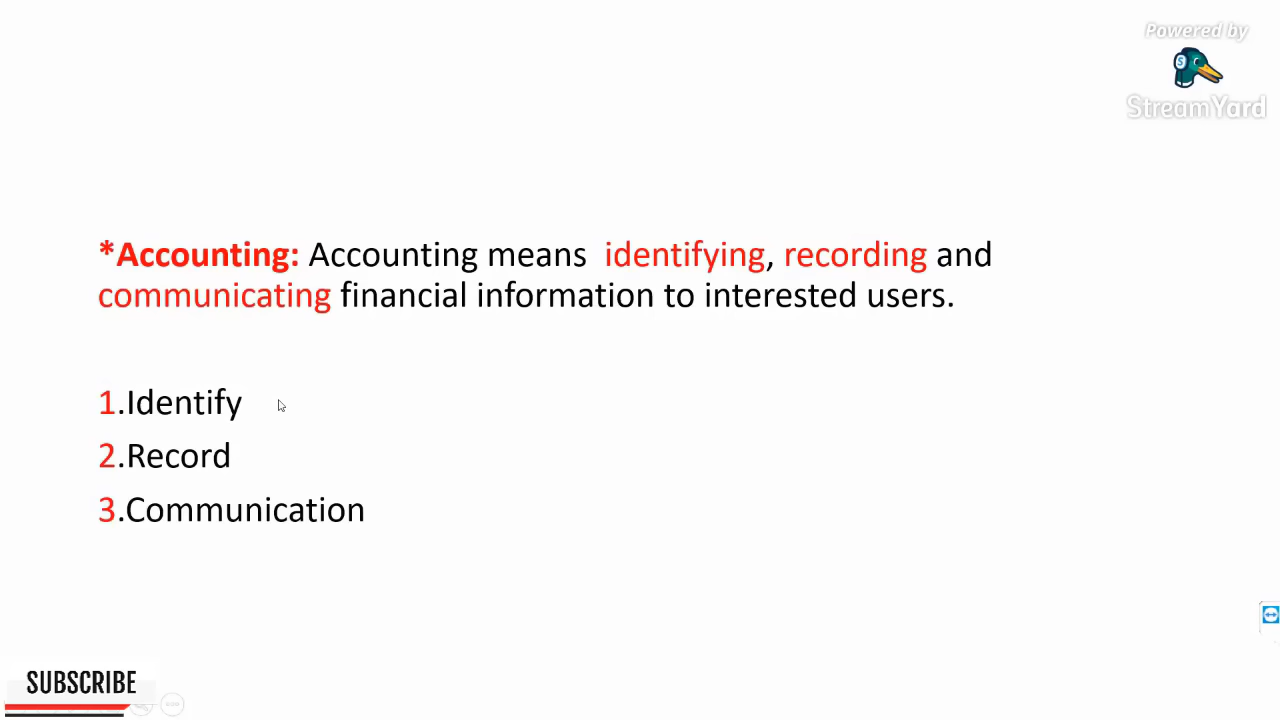 Powered by
StreamYard
*Accounting: Accounting means identifying, recording and
communicating financial information to interested users.
1.Identify
2.Record
3.Communication
SUBSCRIBE